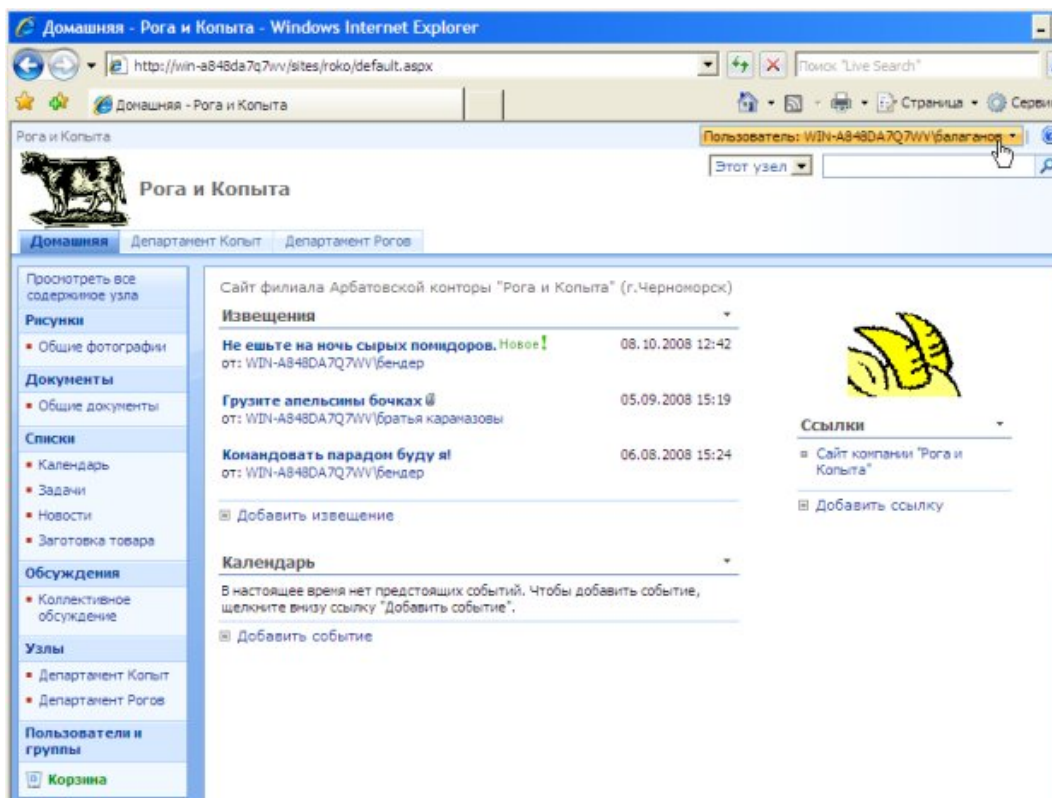 Домашняя - Рога и Копыта - Windows Internet Explorer
http://win-a848da7q7wv/sites/roko/default.aspx
Поиск "Live Search"
Домашняя - Рога и Копыта
Страница
Серви
Рога и Копыта
Пользователь: WIN-A848DA7Q7WV\балаганов
Этот узел
Рога и Копыта
Домашняя
Департамент Копыт
Департамент Рогов
Просмотреть все
содержимое узла
Рисунки
Общие фотографии
Документы
Общие документы
Списки
Календарь
Задачи
Новости
Заготовка товара
Обсуждения
Коллективное
обсуждение
Узлы
Департамент Копыт
Департамент Рогов
Пользователи и
группы
Корзина
Сайт филиала Арбатовской конторы "Рога и Копыта" (г.Черноморск)
Извещения
Не ешьте на ночь сырых помидоров. Новое! 08.10.2008 12:42
от: WIN-A848DA7Q7WV\бендер
Грузите апельсины бочках 05.09.2008 15:19
от: WIN-A848DA7Q7WV\братья карамазовы
Командовать парадом буду я! 06.08.2008 15:24
от: WIN-A848DA7Q7WV\бендер
Добавить извещение
Календарь
В настоящее время нет предстоящих событий. Чтобы добавить событие,
щелкните внизу ссылку "Добавить событие".
Добавить событие
Ссылки
Сайт компании "Рога и
Копыта"
Добавить ссылку